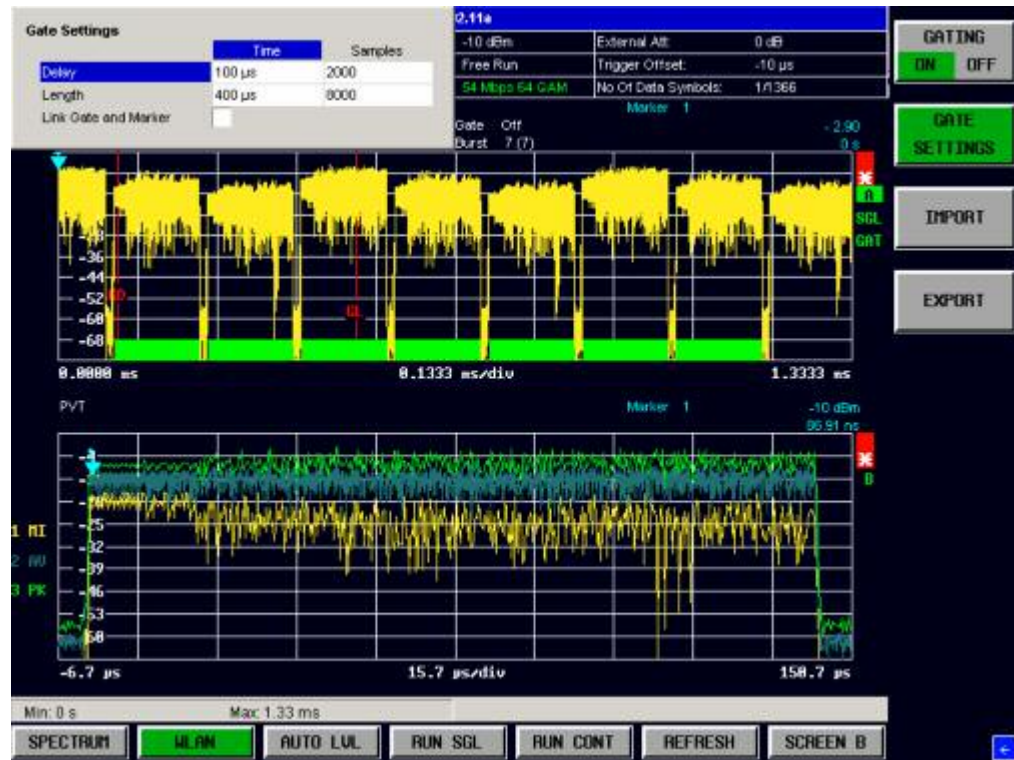 Gate Settings
Time Samples
Delay 100 µs 2000
Length 400 µs 8000
Link Gate and Marker
2.11a
-10 dBm External Att: 0 dB
Free Run Trigger Offset: -10 µs
54 Mbps 64 QAM No Of Data Symbols: 1/1366
Marker 1
Gate Off - 2.90
Burst 7 (7) 0 s
GATING
ON OFF
GATE
SETTINGS
IMPORT
EXPORT
A
SGL
GAT
-36
-44
-52
-60
-68
GD
GL
0.0000 ms 0.1333 ms/div 1.3333 ms
PVT Marker 1 -10 dBm
86.91 ns
B
-25
-32
-39
-46
-53
1 MI
2 AV
3 PK
-6.7 µs 15.7 µs/div 150.7 µs
Min: 0 s Max: 1.33 ms
SPECTRUM WLAN AUTO LVL RUN SGL RUN CONT REFRESH SCREEN B